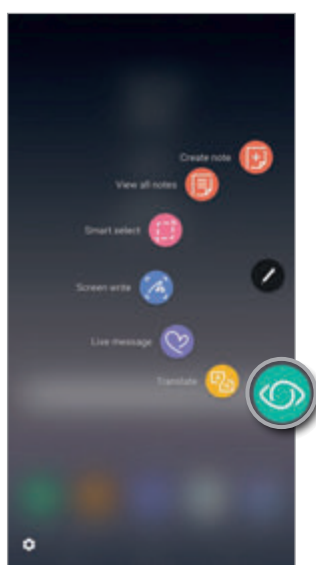 Create note
View all notes
Smart select
Screen write
Live message
Translate